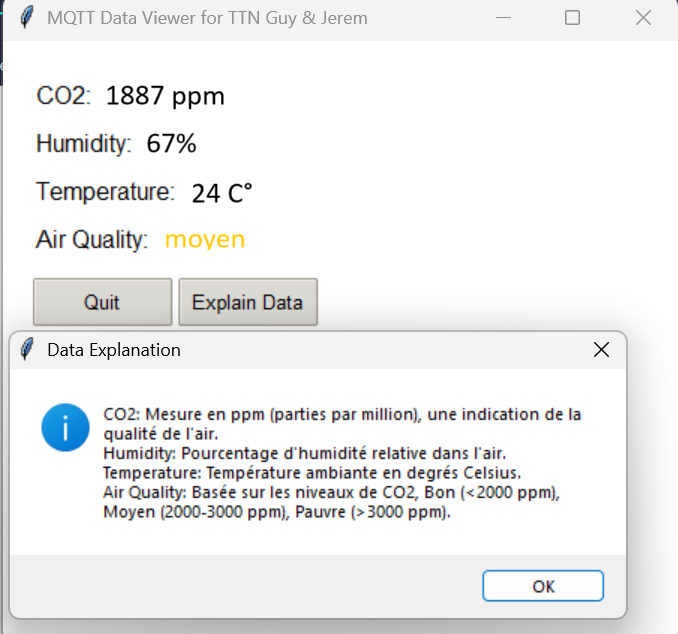 MQTT Data Viewer for TTN Guy & Jerem
CO2: 1887 ppm
Humidity: 67%
Temperature: 24 C°
Air Quality: moyen
Quit Explain Data
Data Explanation
CO2: Mesure en ppm (parties par million), une indication de la
qualité de l'air.
Humidity: Pourcentage d'humidité relative dans l'air.
Temperature: Température ambiante en degrés Celsius.
Air Quality: Basée sur les niveaux de CO2, Bon (<2000 ppm),
Moyen (2000-3000 ppm), Pauvre (>3000 ppm).
OK